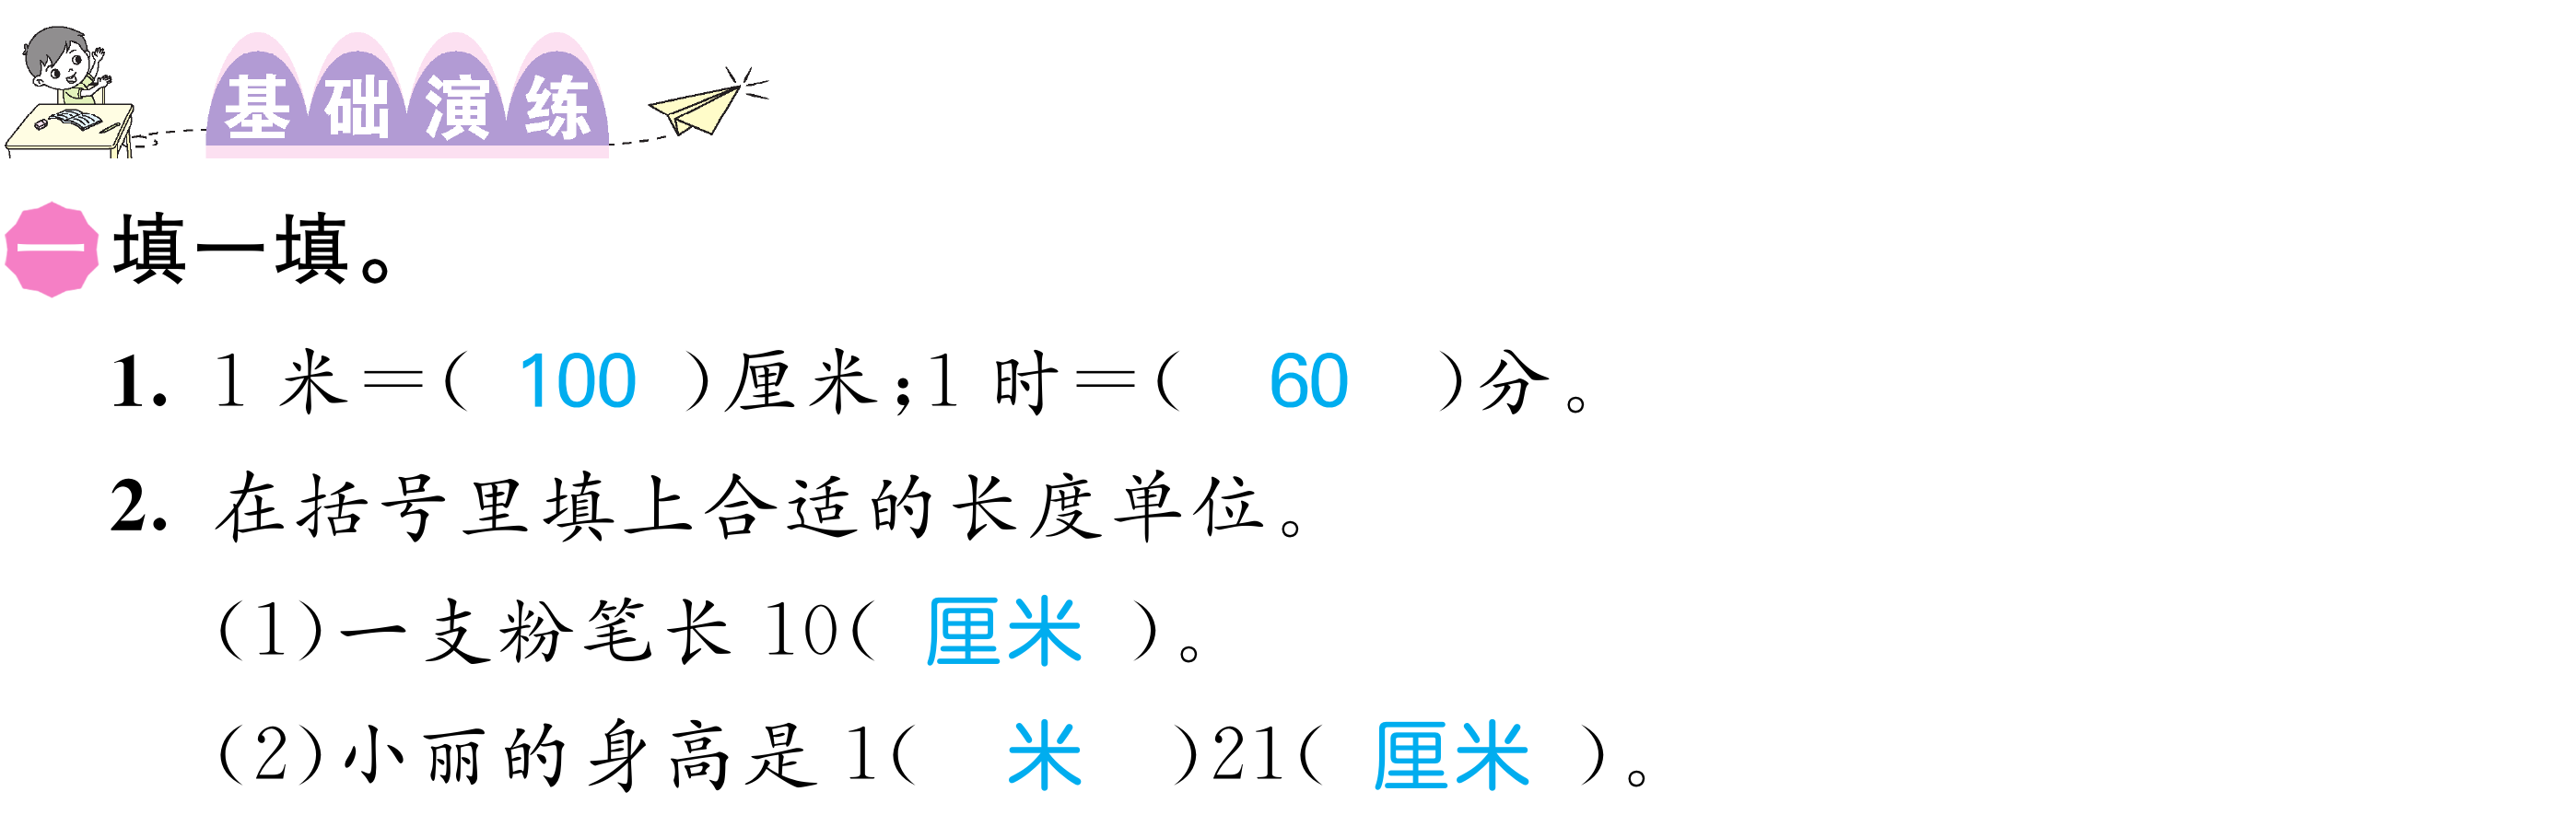 基础演练
一 填一填。
1. 1 米=( 100 )厘米;1 时=( 60 )分。
2. 在括号里填上合适的长度单位。
(1)一支粉笔长 10( 厘米 )。
(2)小丽的身高是 1( 米 )21( 厘米 )。